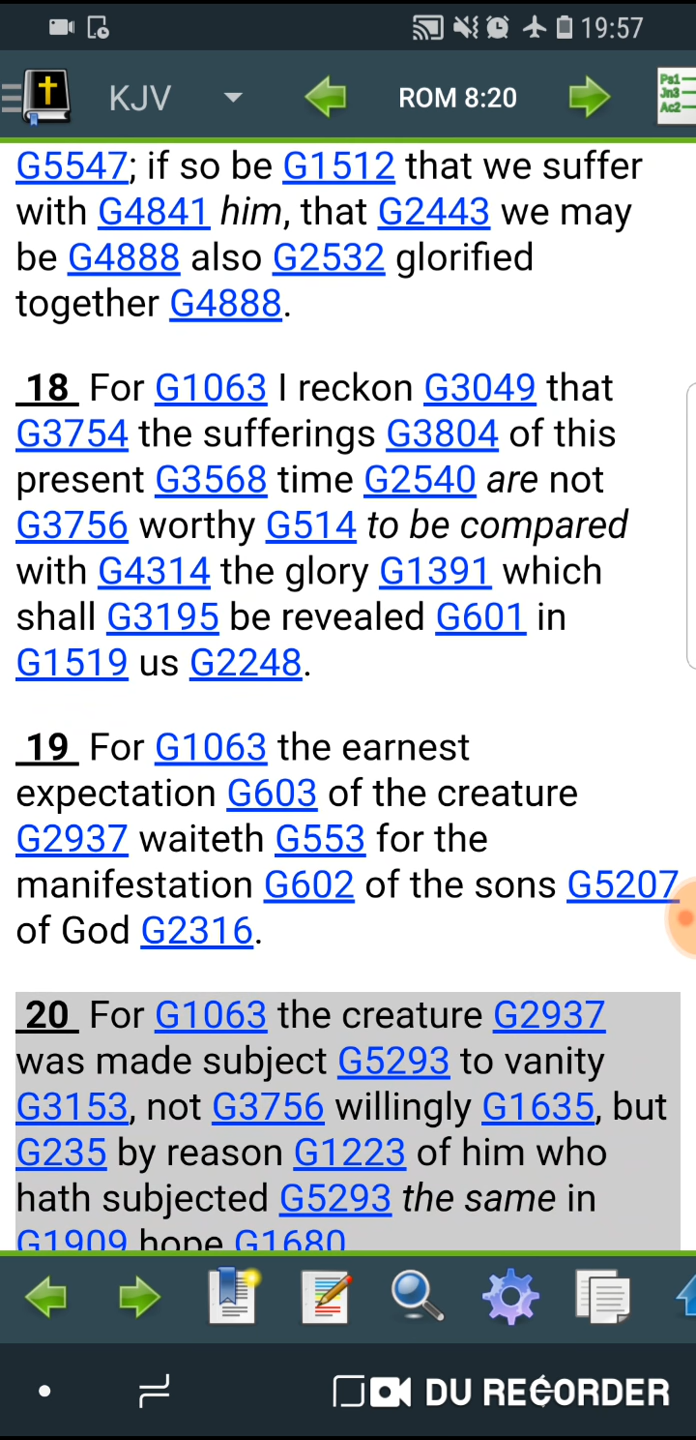 19:57
KJV ROM 8:20
Ps1
Jn3
Ac2
G5547; if so be G1512 that we suffer
with G4841 him, that G2443 we may
be G4888 also G2532 glorified
together G4888.
18 For G1063 I reckon G3049 that
G3754 the sufferings G3804 of this
present G3568 time G2540 are not
G3756 worthy G514 to be compared
with G4314 the glory G1391 which
shall G3195 be revealed G601 in
G1519 us G2248.
19 For G1063 the earnest
expectation G603 of the creature
G2937 waiteth G553 for the
manifestation G602 of the sons G5207
of God G2316.
20 For G1063 the creature G2937
was made subject G5293 to vanity
G3153, not G3756 willingly G1635, but
G235 by reason G1223 of him who
hath subjected G5293 the same in
G1909 hope G1680
DU RECORDER